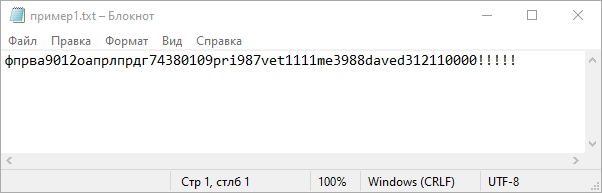 пример1.txt – Блокнот
Файл Правка Формат Вид Справка
фпрва9012оапрлпрдг74380109pri987vet1111me3988daved312110000!!!!!
Стр 1, стлб 1 100% Windows (CRLF) UTF-8